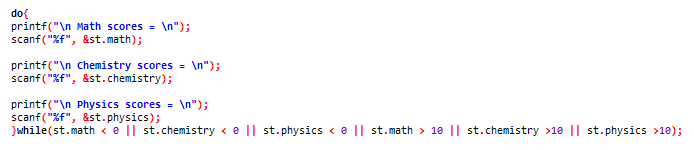 do{
printf("\n Math scores = \n");
scanf("%f", &st.math);
printf("\n Chemistry scores = \n");
scanf("%f", &st.chemistry);
printf("\n Physics scores = \n");
scanf("%f", &st.physics);
}while(st.math < 0 || st.chemistry < 0 || st.physics < 0 || st.math > 10 || st.chemistry >10 || st.physics >10);